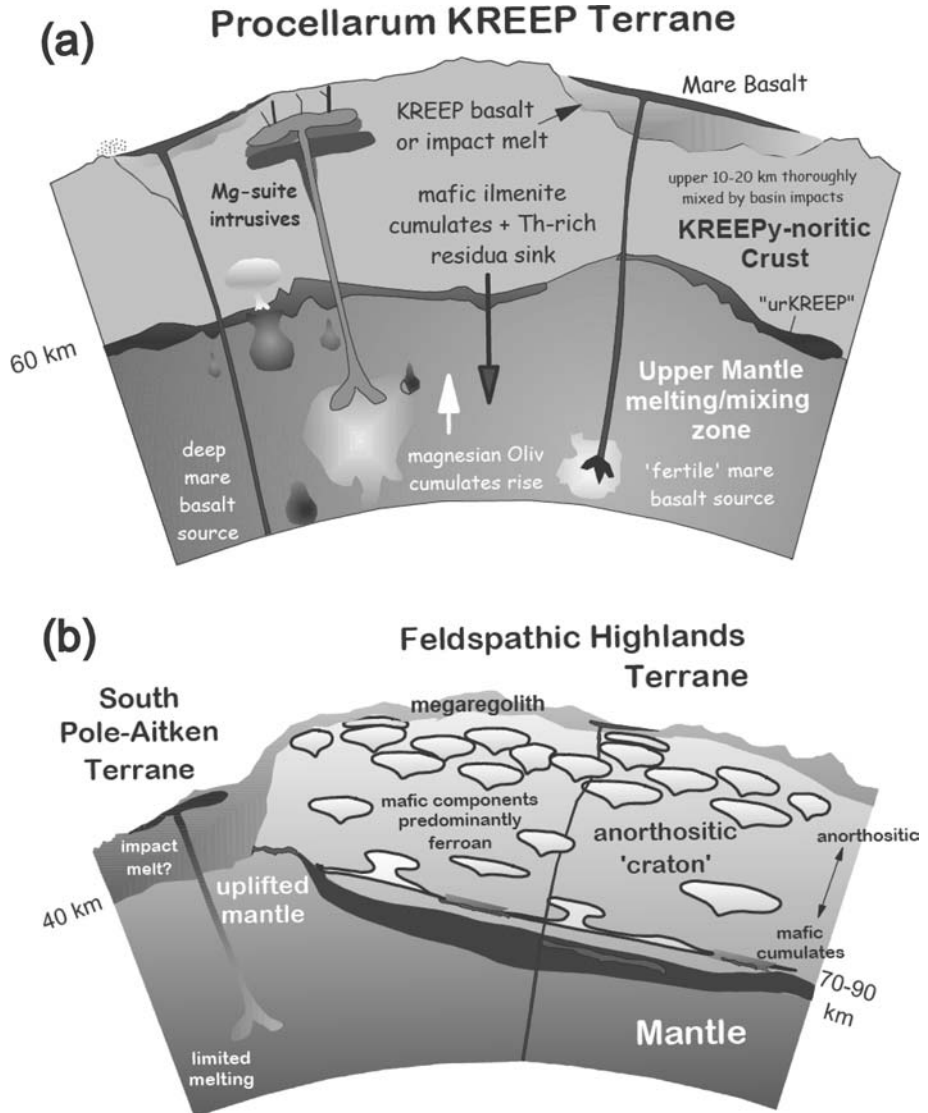 (a)
Procellarum KREEP Terrane
Mare Basalt
KREEP basalt
or impact melt
Mg-suite
intrusives
mafic ilmenite
cumulates + Th-rich
residua sink
upper 10-20 km thoroughly
mixed by basin impacts
KREEPy-noritic
Crust
"urKREEP"
60 km
Upper Mantle
melting/mixing
zone
deep
mare
basalt
source
magnesian Oliv
cumulates rise
'fertile' mare
basalt source
(b)
Feldspathic Highlands
Terrane
South
Pole-Aitken
Terrane
megaregolith
mafic components
predominantly
ferroan
anorthositic
'craton'
anorthositic
impact
melt?
40 km
uplifted
mantle
mafic
cumulates
70-90
km
Mantle
limited
melting